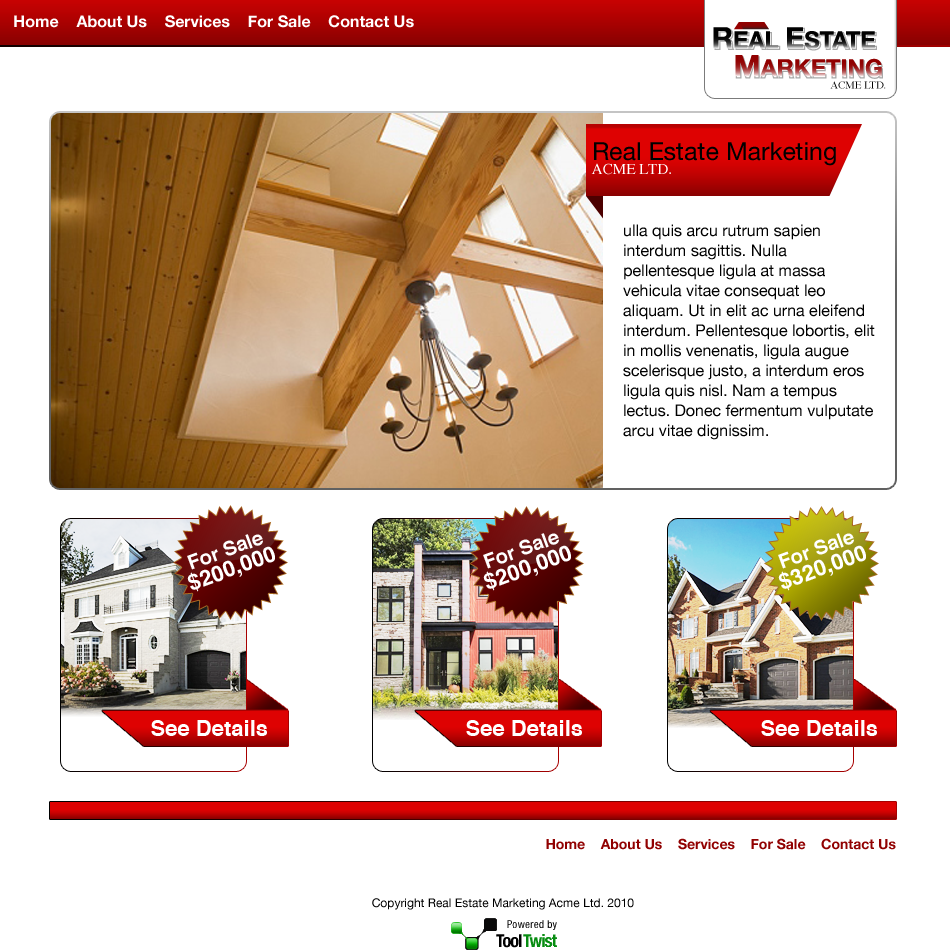 Home About Us Services For Sale Contact Us
REAL ESTATE
MARKETING
ACME LTD.
Real Estate Marketing
ACME LTD.
ulla quis arcu rutrum sapien
interdum sagittis. Nulla
pellentesque ligula at massa
vehicula vitae consequat leo
aliquam. Ut in elit ac urna eleifend
interdum. Pellentesque lobortis, elit
in mollis venenatis, ligula augue
scelerisque justo, a interdum eros
ligula quis nisl. Nam a tempus
lectus. Donec fermentum vulputate
arcu vitae dignissim.
For Sale
$200,000
See Details
For Sale
$200,000
See Details
For Sale
$320,000
See Details
Home About Us Services For Sale Contact Us
Copyright Real Estate Marketing Acme Ltd. 2010
Powered by
ToolTwist